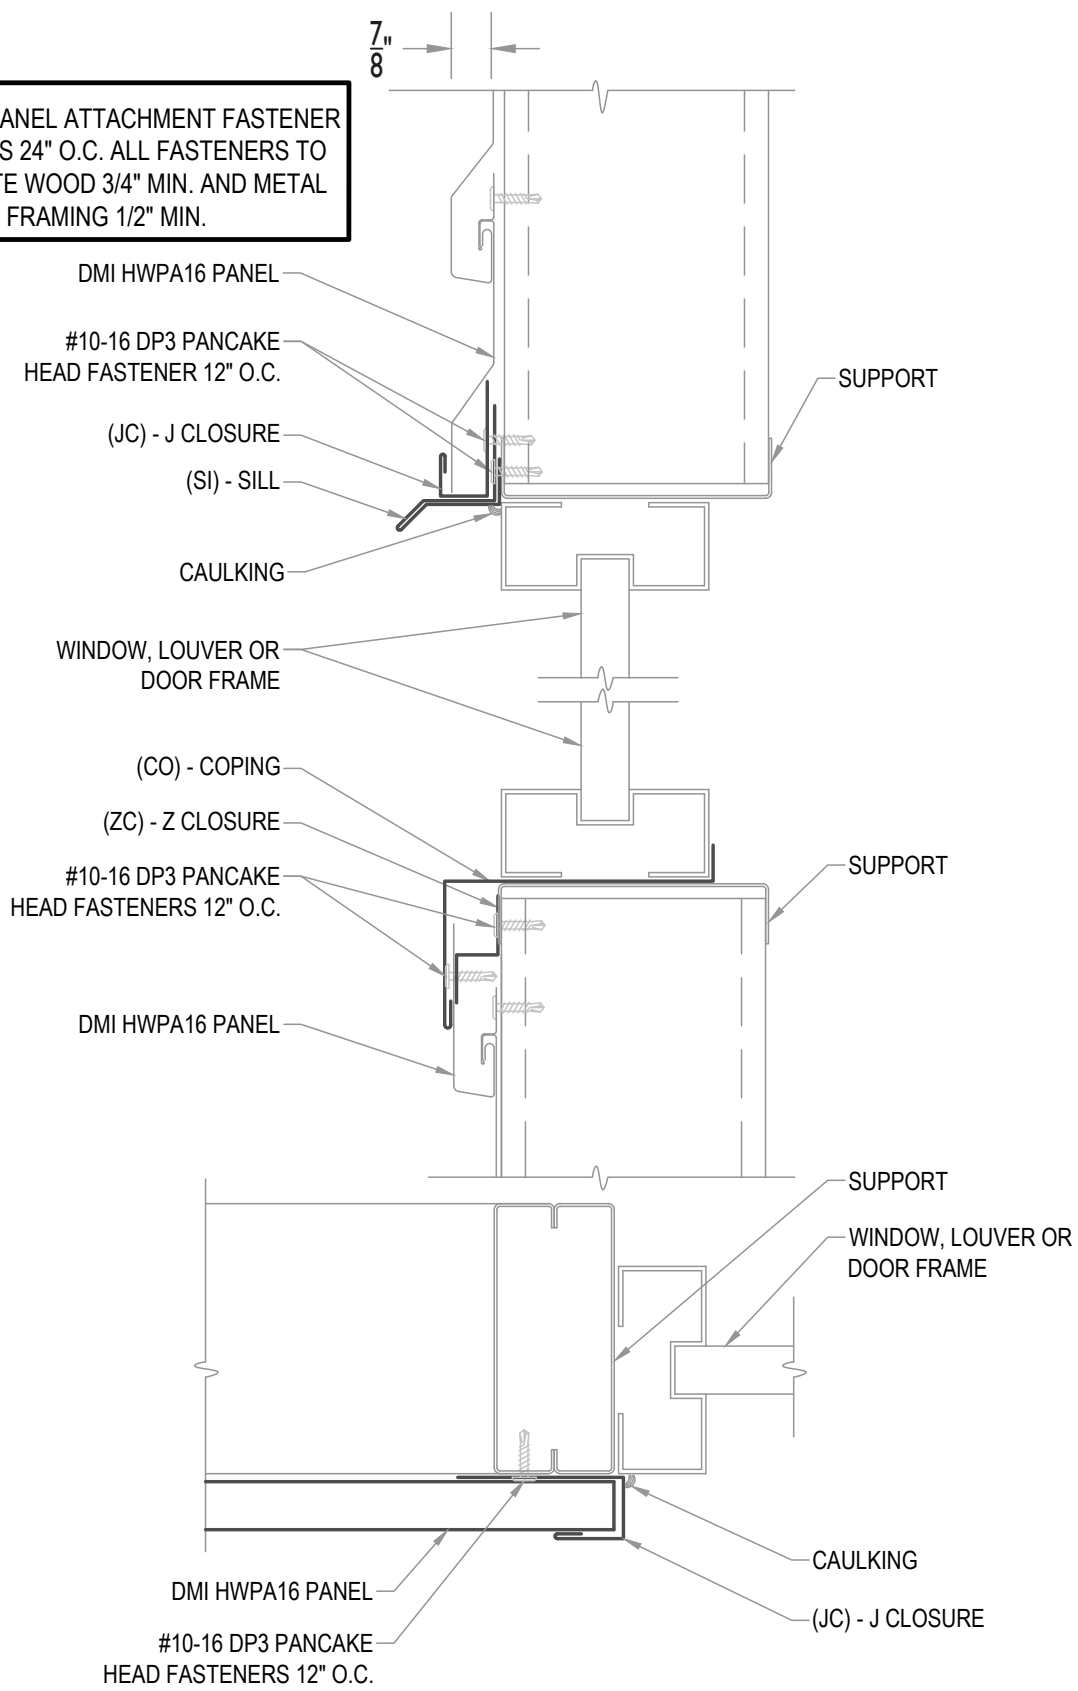 7/8"
ANEL ATTACHMENT FASTENER
S 24" O.C. ALL FASTENERS TO
TE WOOD 3/4" MIN. AND METAL
FRAMING 1/2" MIN.
DMI HWPA16 PANEL
#10-16 DP3 PANCAKE
HEAD FASTENER 12" O.C.
SUPPORT
(JC) - J CLOSURE
(SI) - SILL
CAULKING
WINDOW, LOUVER OR
DOOR FRAME
(CO) - COPING
(ZC) - Z CLOSURE
#10-16 DP3 PANCAKE
HEAD FASTENERS 12" O.C.
SUPPORT
DMI HWPA16 PANEL
SUPPORT
WINDOW, LOUVER OR
DOOR FRAME
CAULKING
DMI HWPA16 PANEL
(JC) - J CLOSURE
#10-16 DP3 PANCAKE
HEAD FASTENERS 12" O.C.